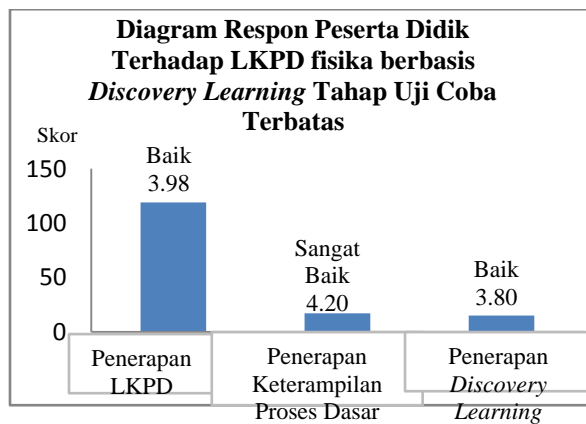 Diagram Respon Peserta Didik
Terhadap LKPD fisika berbasis
Discovery Learning Tahap Uji Coba
Terbatas
Skor
150
100
50
0
Baik
3.98
Sangat
Baik
4.20
Baik
3.80
Penerapan
LKPD
Penerapan
Keterampilan
Proses Dasar
Penerapan
Discovery
Learning